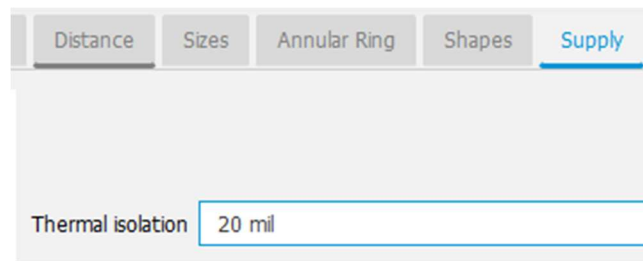 Distance Sizes Annular Ring Shapes Supply
Thermal isolation 20 mil